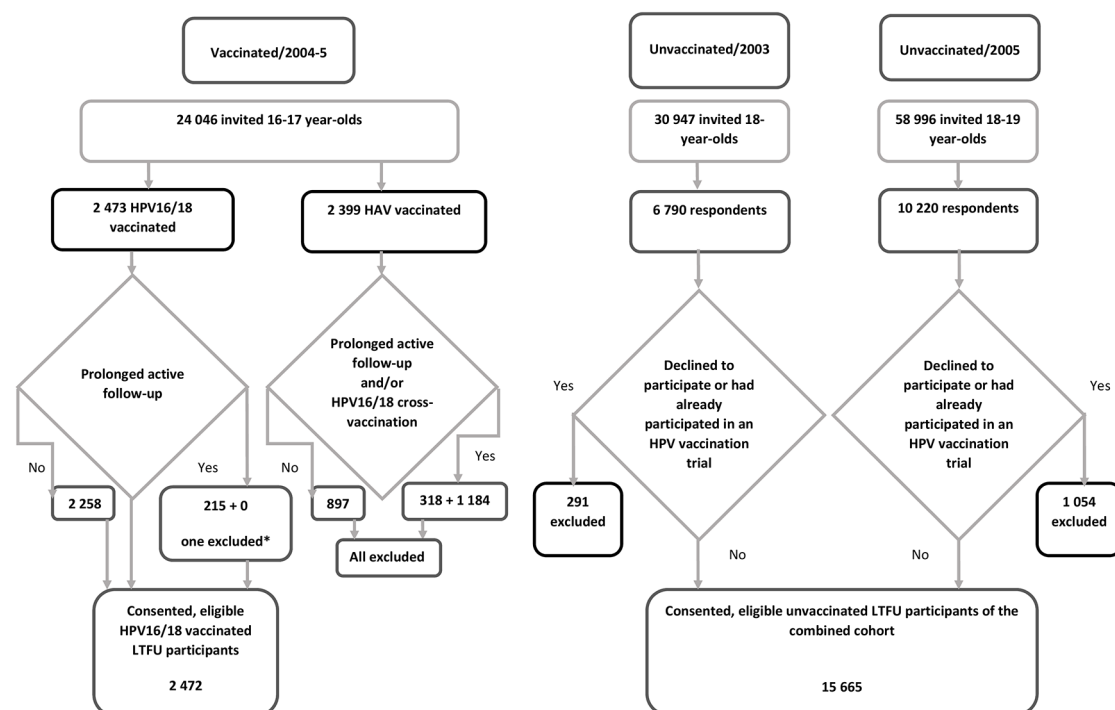 Vaccinated/2004-5
Unvaccinated/2003
Unvaccinated/2005
24 046 invited 16-17 year-olds
30 947 invited 18-
year-olds
58 996 invited 18-19
year-olds
2 473 HPV16/18
vaccinated
2 399 HAV vaccinated
6 790 respondents
10 220 respondents
Prolonged active
follow-up
Prolonged active
follow-up
and/or
HPV16/18 cross-
vaccination
Declined to
participate or had
already
participated in an
HPV vaccination
trial
Declined to
participate or had
already
participated in an
HPV vaccination
trial
Yes
Yes
No
Yes
No
Yes
2 258
215 + 0
one excluded*
897
318 + 1 184
All excluded
291
excluded
1 054
excluded
No
No
Consented, eligible
HPV16/18 vaccinated
LTFU participants
2 472
Consented, eligible unvaccinated LTFU participants of the
combined cohort
15 665